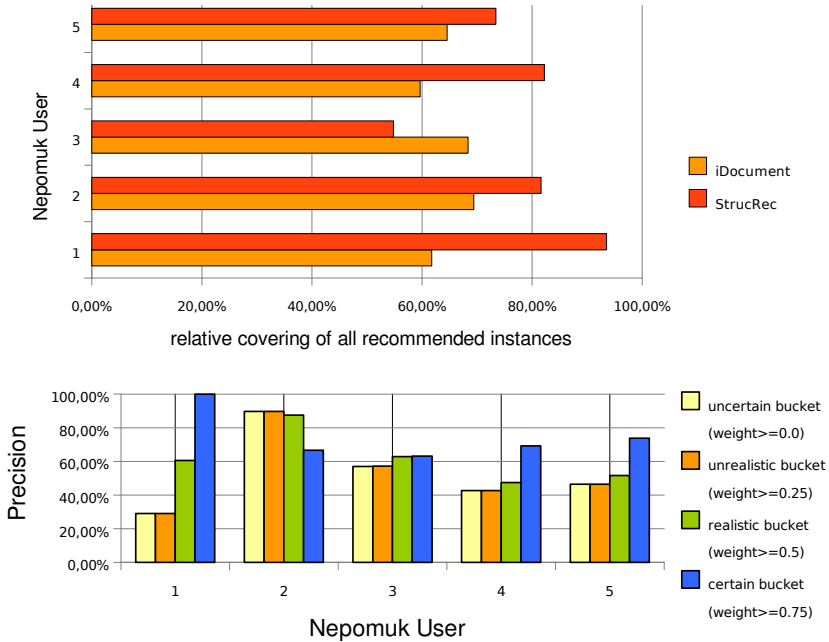 Nepomuk User
5
4
3
2
1
0,00%
20,00%
40,00%
60,00%
80,00%
100,00%
relative covering of all recommended instances
iDocument
StrucRec
Precision
100,00%
80,00%
60,00%
40,00%
20,00%
0,00%
1
2
3
4
5
Nepomuk User
uncertain bucket
(weight>=0.0)
unrealistic bucket
(weight>=0.25)
realistic bucket
(weight>=0.5)
certain bucket
(weight>=0.75)